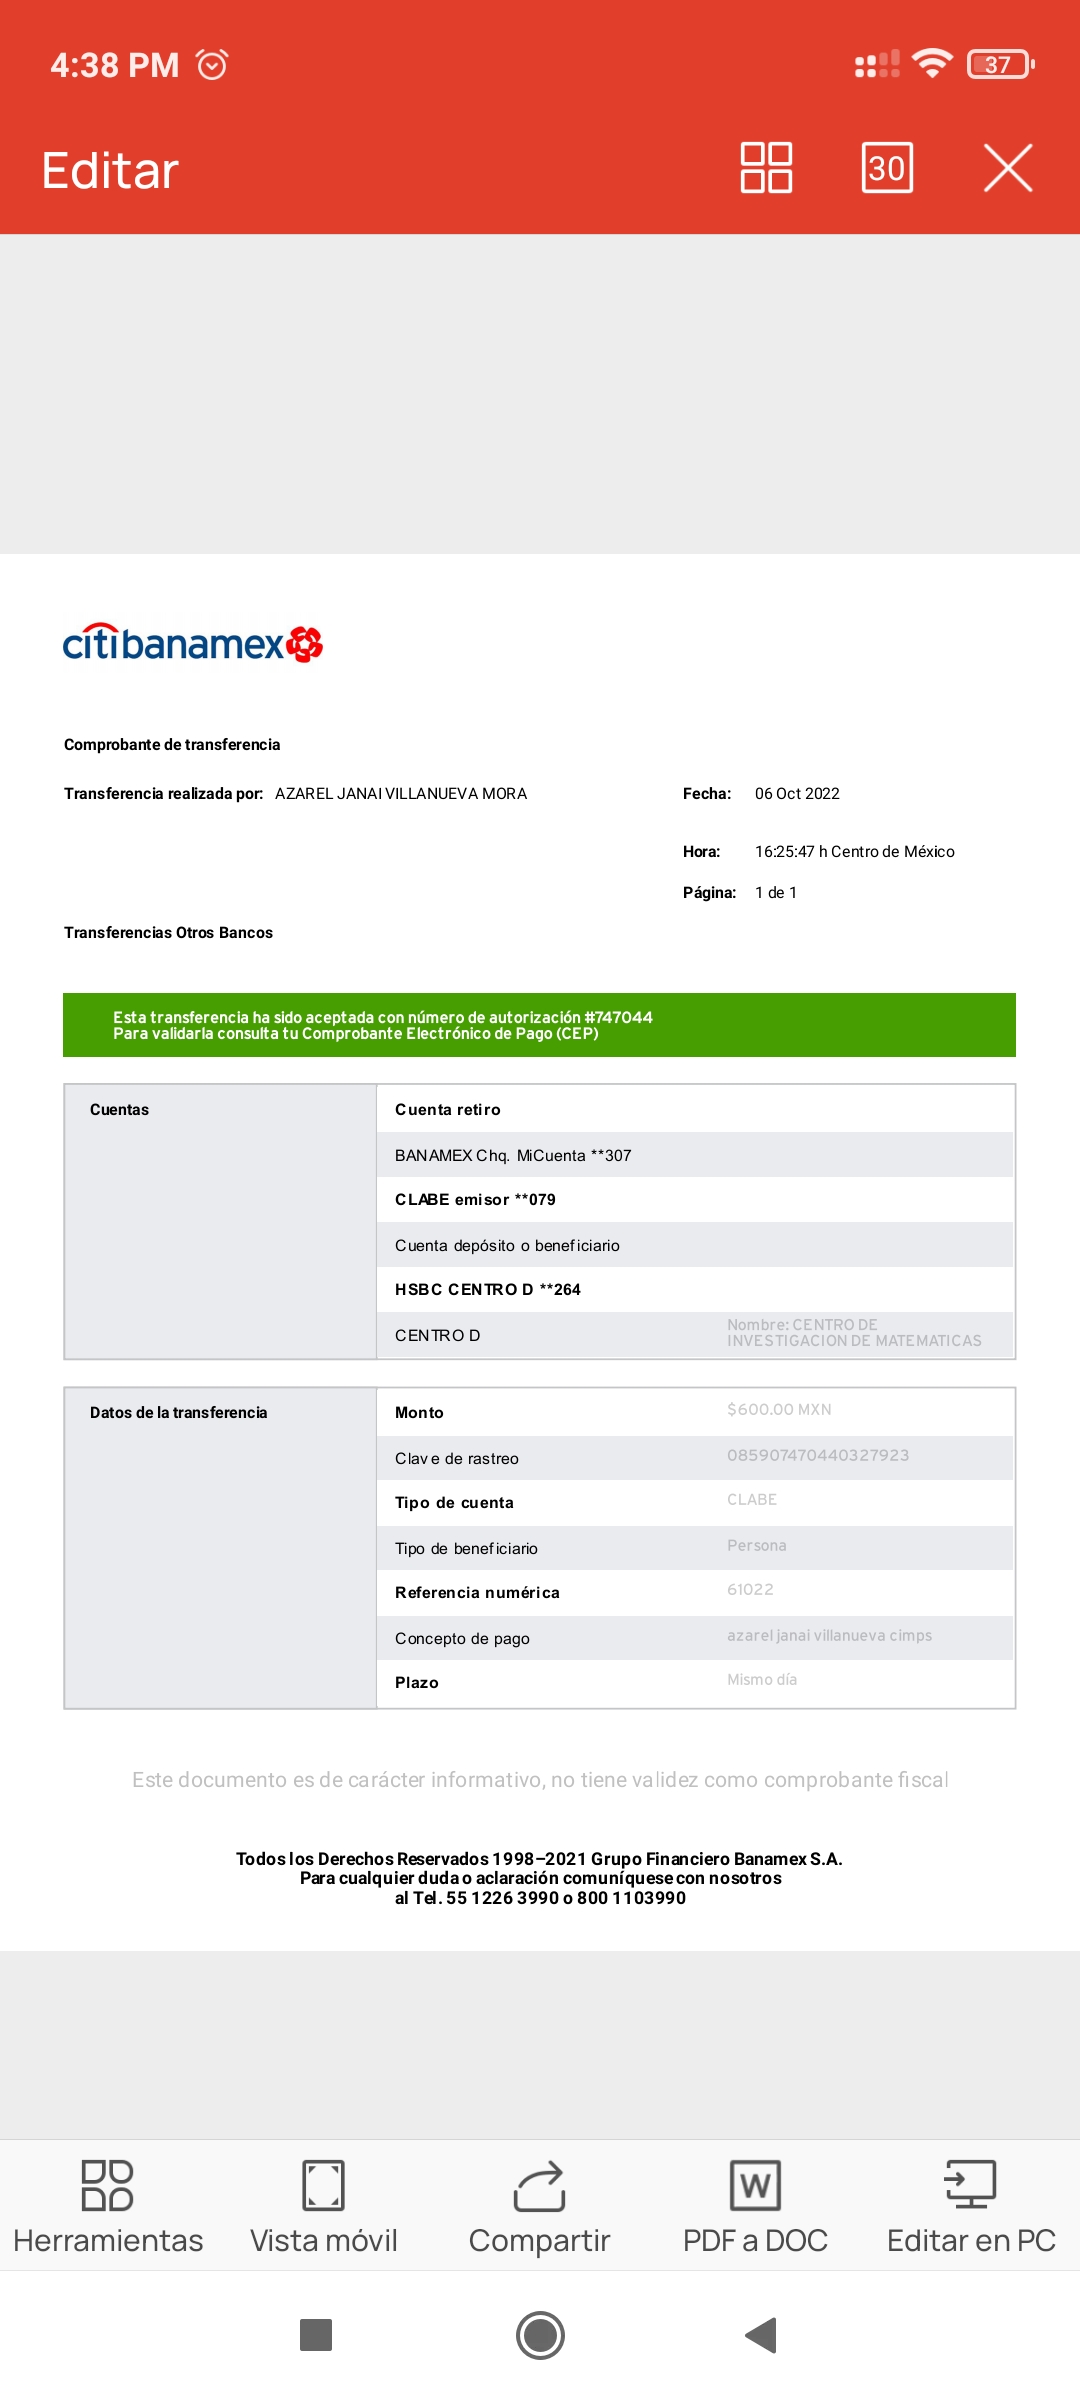 4:38 PM
37
Editar
30
citibanamex
Comprobante de transferencia
Transferencia realizada por: AZAREL JANAI VILLANUEVA MORA
Fecha: 06 Oct 2022
Hora: 16:25:47 h Centro de México
Página: 1 de 1
Transferencias Otros Bancos
Esta transferencia ha sido aceptada con número de autorización #747044
Para validarla consulta tu Comprobante Electrónico de Pago (CEP)
Cuentas
Cuenta retiro
BANAMEX Chq. MiCuenta **307
CLABE emisor **079
Cuenta depósito o beneficiario
HSBC CENTRO D **264
CENTRO D
Nombre: CENTRO DE
INVESTIGACION DE MATEMATICAS
Datos de la transferencia
Monto $600.00 MXN
Clave de rastreo 085907470440327923
Tipo de cuenta CLABE
Tipo de beneficiario Persona
Referencia numérica 61022
Concepto de pago azarel janai villanueva cimps
Plazo Mismo día
Este documento es de carácter informativo, no tiene validez como comprobante fiscal
Todos los Derechos Reservados 1998-2021 Grupo Financiero Banamex S.A.
Para cualquier duda o aclaración comuníquese con nosotros
al Tel. 55 1226 3990 o 800 1103990
W
Herramientas
Vista móvil
Compartir
PDF a DOC
Editar en PC